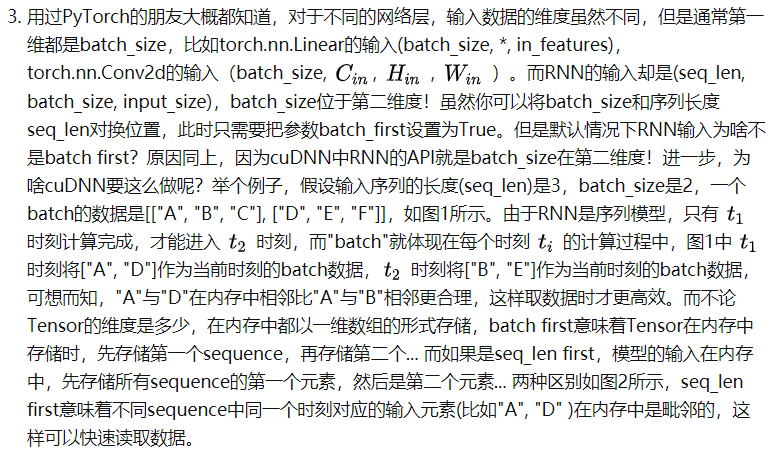 3. 用过PyTorch的朋友大概都知道，对于不同的网络层，输入数据的维度虽然不同，但是通常第一
维都是batch_size，比如torch.nn.Linear的输入(batch_size, *, in_features)，
torch.nn.Conv2d的输入（batch_size, C_{in}, H_{in}, W_{in}）。而RNN的输入却是(seq_len,
batch_size, input_size)，batch_size位于第二维度！虽然你可以将batch_size和序列长度
seq_len对换位置，此时只需要把参数batch_first设置为True。但是默认情况下RNN输入为啥不
是batch first？原因同上，因为cuDNN中RNN的API就是batch_size在第二维度！进一步，为
啥cuDNN要这么做呢？举个例子，假设输入序列的长度(seq_len)是3，batch_size是2，一个
batch的数据是[["A", "B", "C"], ["D", "E", "F"]]，如图1所示。由于RNN是序列模型，只有 t_1
时刻计算完成，才能进入 t_2 时刻，而"batch"就体现在每个时刻 t_i 的计算过程中，图1中 t_1
时刻将["A", "D"]作为当前时刻的batch数据， t_2 时刻将["B", "E"]作为当前时刻的batch数据，
可想而知，"A"与"D"在内存中相邻比"A"与"B"相邻更合理，这样取数据时才更高效。而不论
Tensor的维度是多少，在内存中都以一维数组的形式存储，batch first意味着Tensor在内存中
存储时，先存储第一个sequence，再存储第二个... 而如果是seq_len first，模型的输入在内存
中，先存储所有sequence的第一个元素，然后是第二个元素... 两种区别如图2所示，seq_len
first意味着不同sequence中同一个时刻对应的输入元素(比如"A", "D" )在内存中是毗邻的，这
样可以快速读取数据。